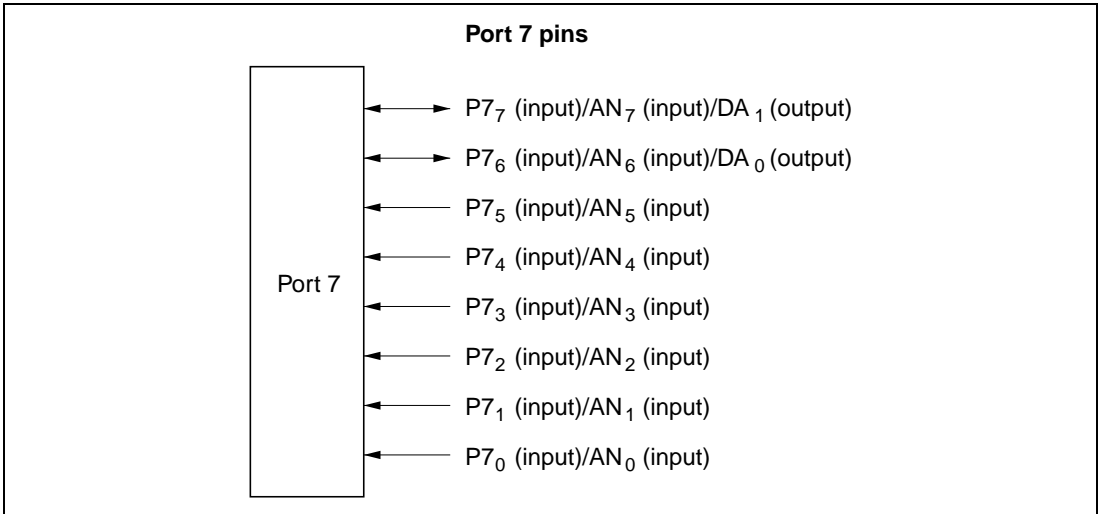 Port 7 pins
P7₇ (input)/AN₇ (input)/DA₁ (output)
P7₆ (input)/AN₆ (input)/DA₀ (output)
P7₅ (input)/AN₅ (input)
P7₄ (input)/AN₄ (input)
Port 7
P7₃ (input)/AN₃ (input)
P7₂ (input)/AN₂ (input)
P7₁ (input)/AN₁ (input)
P7₀ (input)/AN₀ (input)